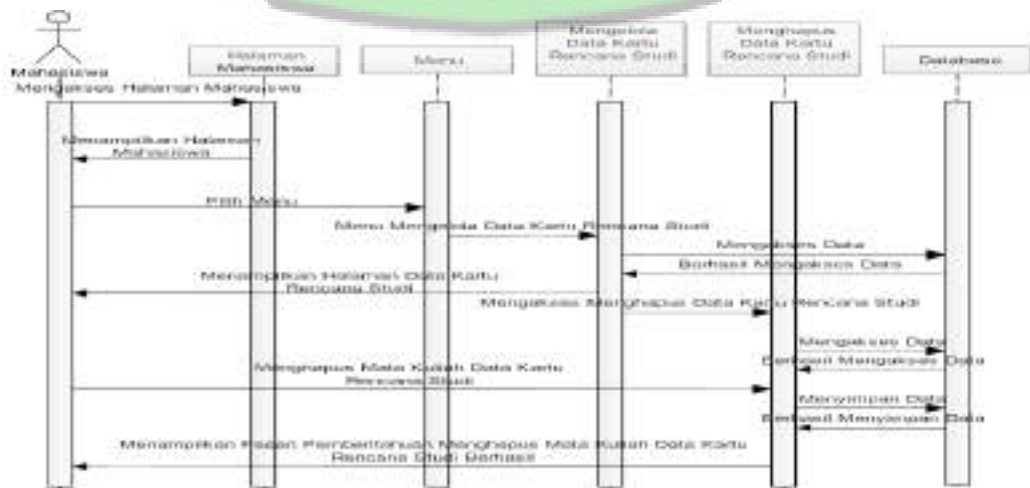 Mahasiswa
Halaman
Mahasiswa
Menu
Mengelola
Data Kartu
Rencana Studi
Menghapus
Data Kartu
Rencana Studi
Database
Mengakses Halaman Mahasiswa
Menampilkan Halaman
Mahasiswa
Pilih Menu
Menu Mengelola Data Kartu Rencana Studi
Mengakses Data
Berhasil Mengakses Data
Menampilkan Halaman Data Kartu
Rencana Studi
Mengakses Menghapus Data Kartu Rencana Studi
Mengakses Data
Berhasil Mengakses Data
Menghapus Mata Kuliah Data Kartu
Rencana Studi
Menyimpan Data
Berhasil Menyimpan Data
Menampilkan Pesan Pemberitahuan Menghapus Mata Kuliah Data Kartu
Rencana Studi Berhasil